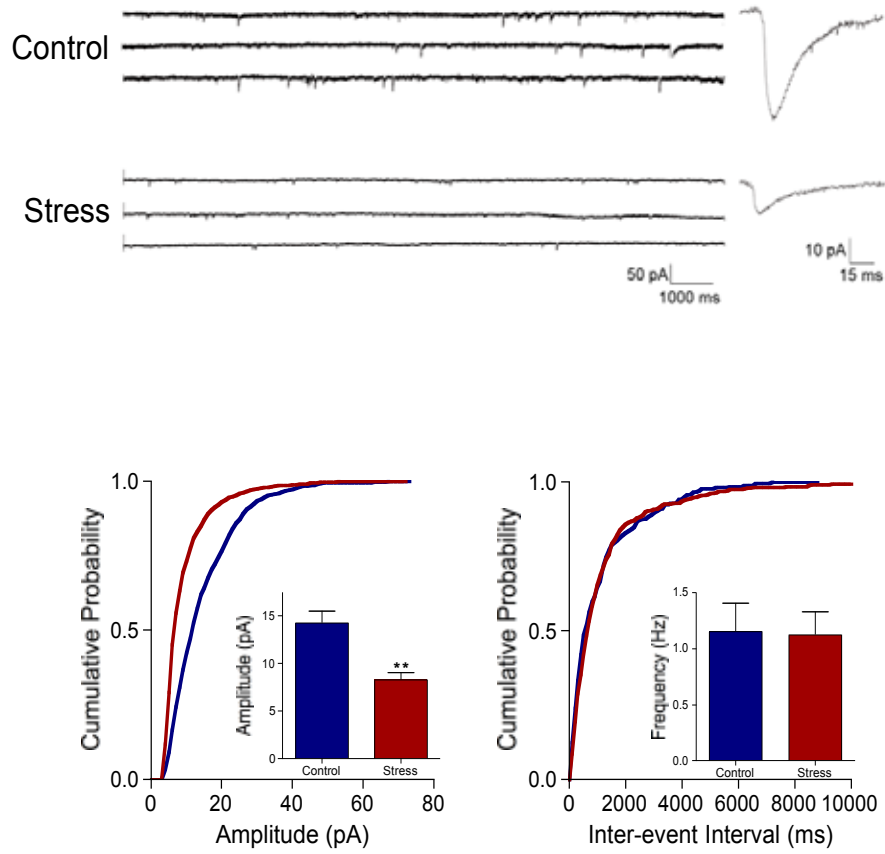 Control
Stress
50 pA
1000 ms
10 pA
15 ms
Cumulative Probability
1.0
0.5
0.0
0
20
40
60
80
Amplitude (pA)
Amplitude (pA)
15
10
5
0
**
Control
Stress
Cumulative Probability
1.0
0.5
0.0
0
2000
4000
6000
8000
10000
Inter-event Interval (ms)
Frequency (Hz)
1.5
1.0
0.5
0.0
Control
Stress